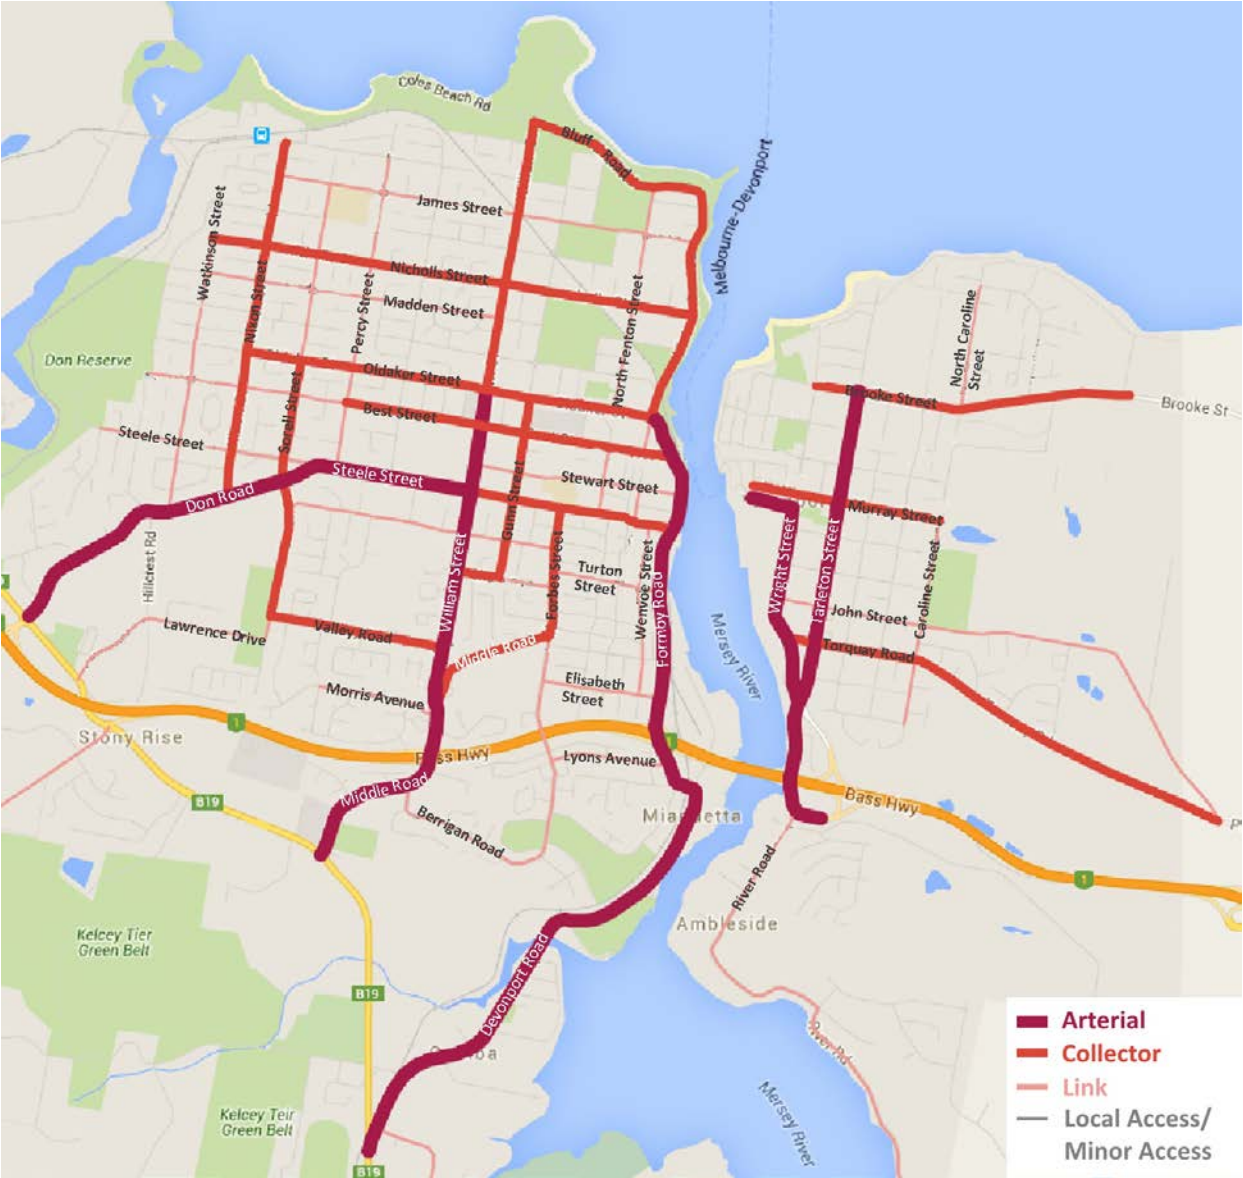 Coles Beach Rd
Bluff Road
Melbourne-Devonport
James Street
Watkinson Street
Nicholls Street
Nixon Street
Percy Street
Madden Street
North Fenton Street
North Caroline
Street
Don Reserve
Oldaker Street
Brooke Street
Brooke St
Sorell Street
Best Street
Steele Street
Steele Street
Stewart Street
Don Road
Gunn Street
Murray Street
Hillcrest Rd
William Street
Forbes Street
Turton
Street
Wenvoe Street
Formby Road
Wright Street
Tarleton Street
Caroline Street
John Street
Mersey River
Lawrence Drive
Valley Road
Middle Road
Torquay Road
Elisabeth
Street
Morris Avenue
1
Stony Rise
Bass Hwy
Lyons Avenue
1
B19
Middle Road
Bass Hwy
Berrigan Road
River Road
1
Ambleside
Kelcey Tier
Green Belt
Devonport Road
B19
River Rd
Kelcey Teir
Green Belt
Mersey River
B19
Arterial
Collector
Link
Local Access/
Minor Access